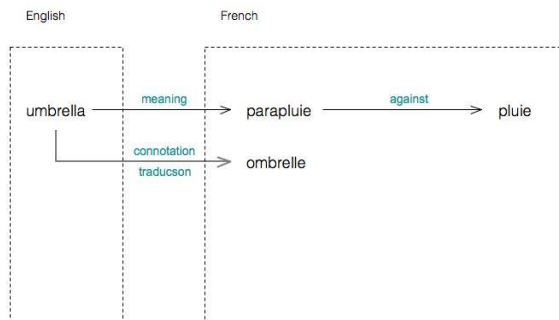 English
French
umbrella
meaning
parapluie
against
pluie
connotation
traducson
ombrelle